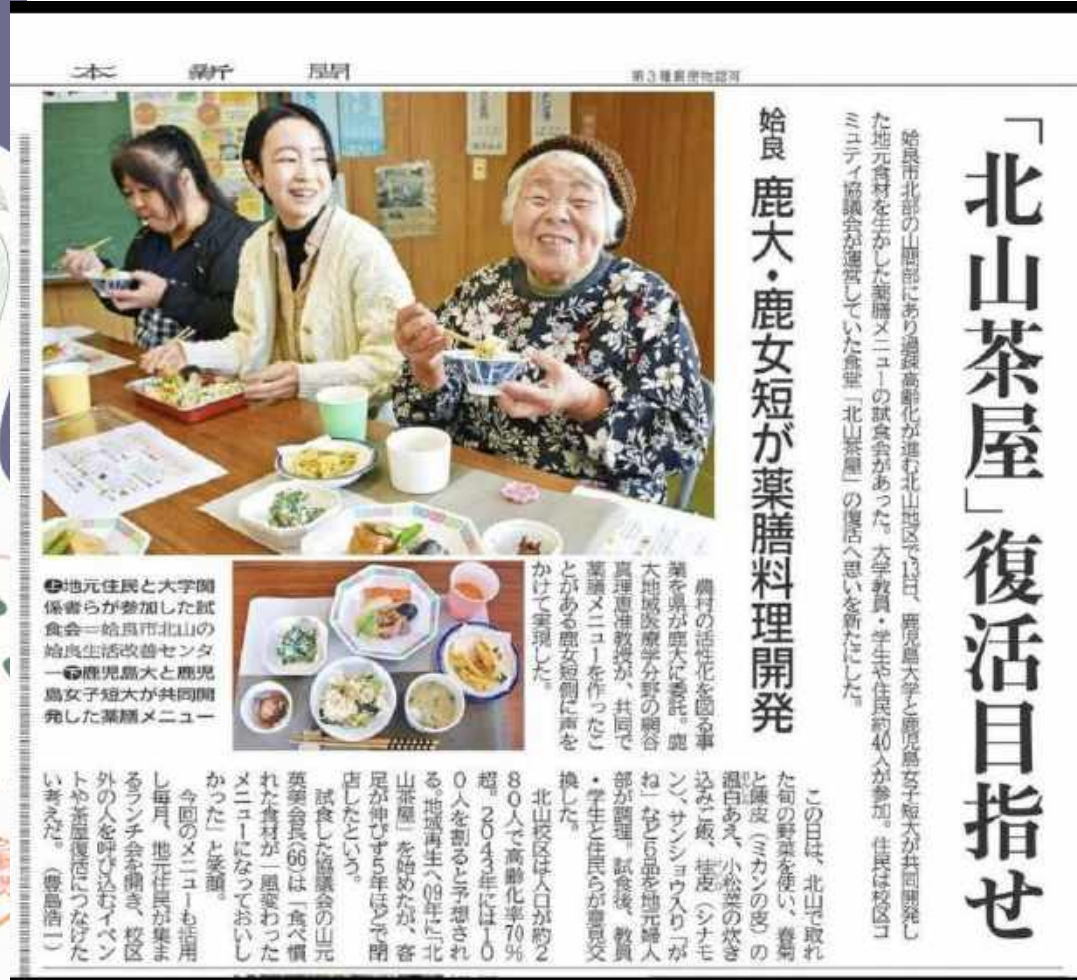 本新聞
第3種郵便物認可
「北山茶屋」復活目指せ
姶良 鹿大・鹿女短が薬膳料理開発
姶良市北部の山間部にあり過疎高齢化が進む北山地区で13日、鹿児島大学と鹿児島女子短大が共同開発し
た地元食材を生かした薬膳メニューの試食会があった。大学教員・学生や住民約40人が参加。住民は校区コ
ミュニティ協議会が運営していた食堂「北山茶屋」の復活へ思いを新たにした。
農村の活性化を図る事
業を県が鹿大に委託。鹿
大地域医療学分野の網谷
真理恵准教授が、共同で
薬膳メニューを作ったこ
とがある鹿女短側に声を
かけて実現した。
この日は、北山で取れ
た旬の野菜を使い、春菊
と陳皮（ミカンの皮）の
温白あえ、小松菜の炊き
込みご飯、桂皮（シナモ
ン）、サンショウ入り「が
ね」など6品を地元婦人
部が調理。試食後、教員
・学生と住民らが意見交
換した。
北山校区は人口が約2
80人で高齢化率70%
超。2043年には10
0人を割ると予想され
る。地域再生へ09年に「北
山茶屋」を始めたが、客
足が伸びず5年ほどで閉
店したという。
試食した協議会の山元
英美会長(66)は「食べ慣
れた食材が一風変わった
メニューになっておいし
かった」と笑顔。
今回のメニューも活用
し毎月、地元住民が集ま
るランチ会を開き、校区
外の人を呼び込むイベン
トや茶屋復活につなげた
い考えだ。（豊島浩一）
上地元住民と大学関
係者らが参加した試
食会＝姶良市北山の
姶良生活改善センタ
ー下鹿児島大と鹿児
島女子短大が共同開
発した薬膳メニュー